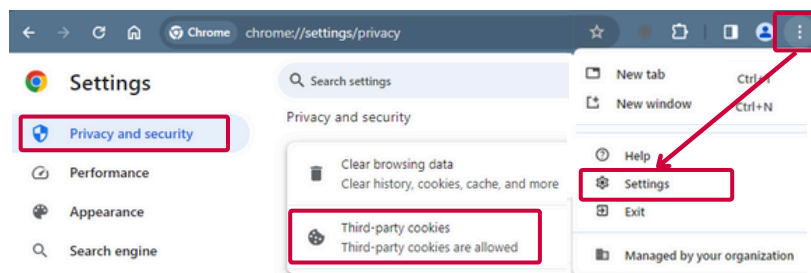 Chrome chrome://settings/privacy
Settings
Search settings
Privacy and security
Privacy and security
Performance
Appearance
Search engine
Clear browsing data
Clear history, cookies, cache, and more
Third-party cookies
Third-party cookies are allowed
New tab
New window Ctrl+N
Help
Settings
Exit
Managed by your organization